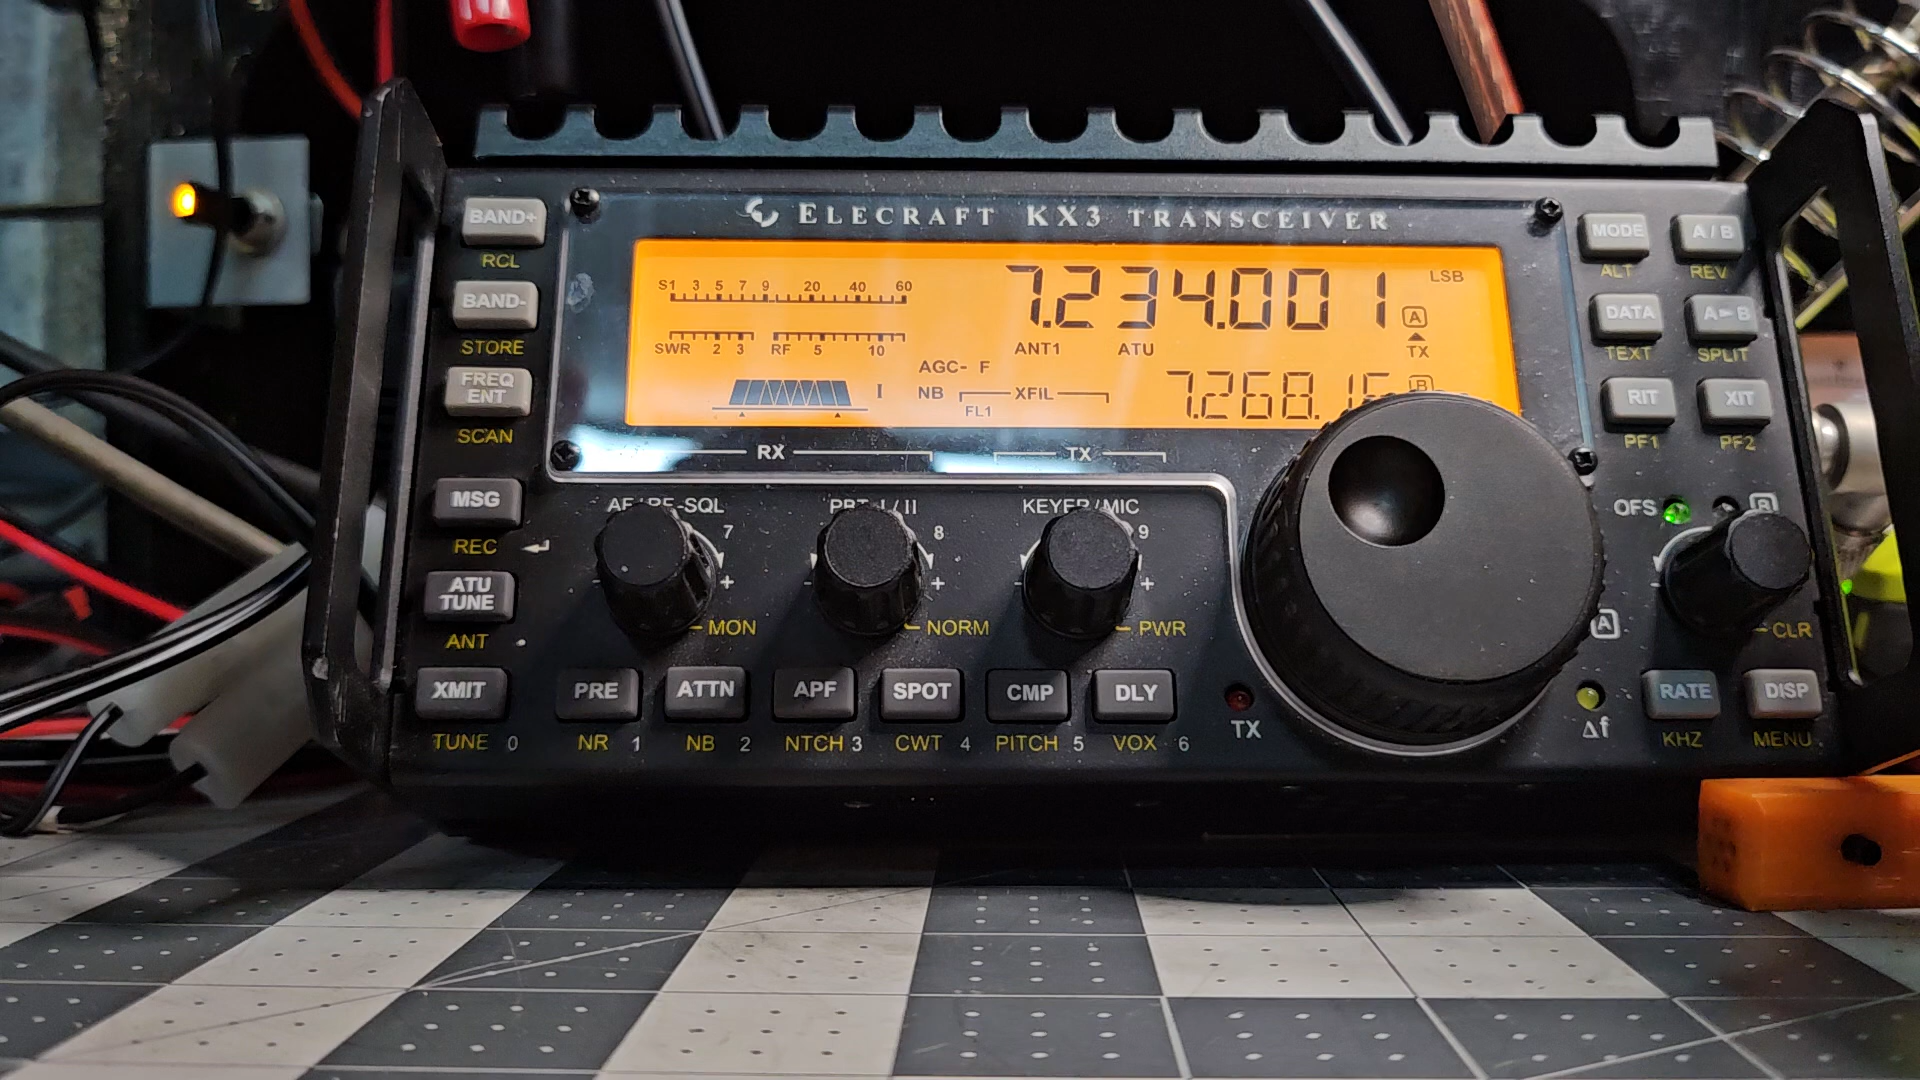 ELECRAFT KX3 TRANSCEIVER
BAND+
RCL
BAND-
STORE
FREQ
ENT
SCAN
MSG
REC
ATU
TUNE
ANT
XMIT
TUNE 0
S1 3 5 7 9 20 40 60
SWR 2 3 RF 5 10
7.234.001
LSB
A
TX
ANT1 ATU
AGC- F
NB XFIL
FL1
I
7.268.
B
RX
TX
-SQL
7
+
MON
I/II
8
+
NORM
KEYER/MIC
9
+
PWR
PRE
NR 1
ATTN
NB 2
APF
NTCH 3
SPOT
CWT 4
CMP
PITCH 5
DLY
VOX 6
TX
MODE
ALT
A/B
REV
DATA
TEXT
A►B
SPLIT
RIT
PF1
XIT
PF2
OFS
B
A
CLR
Δf
RATE
KHZ
DISP
MENU